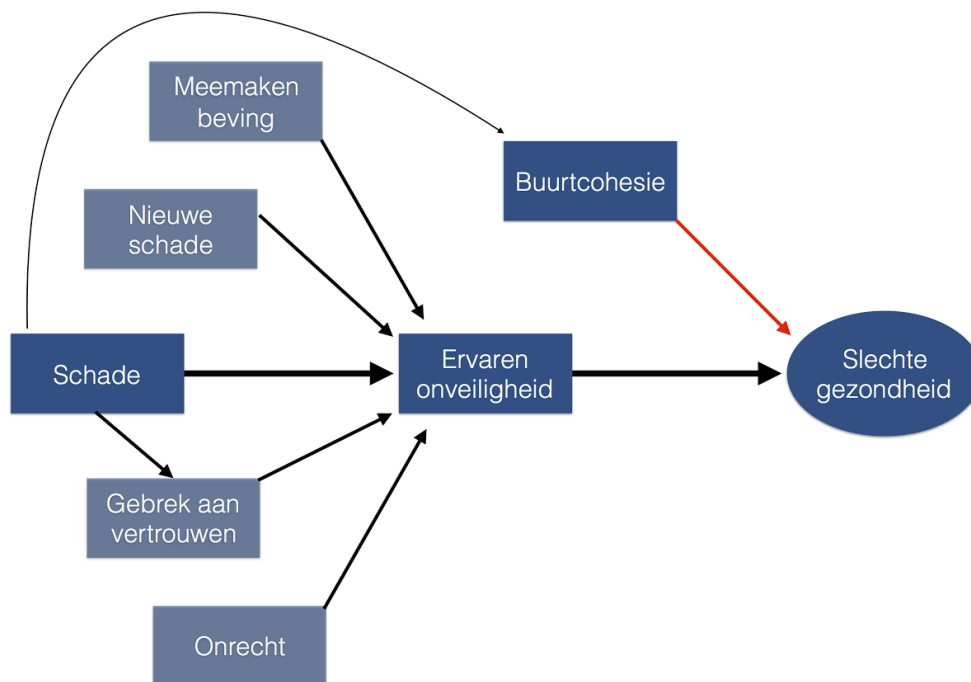 Meemaken
beving
Buurtcohesie
Nieuwe
schade
Schade
Ervaren
onveiligheid
Slechte
gezondheid
Gebrek aan
vertrouwen
Onrecht